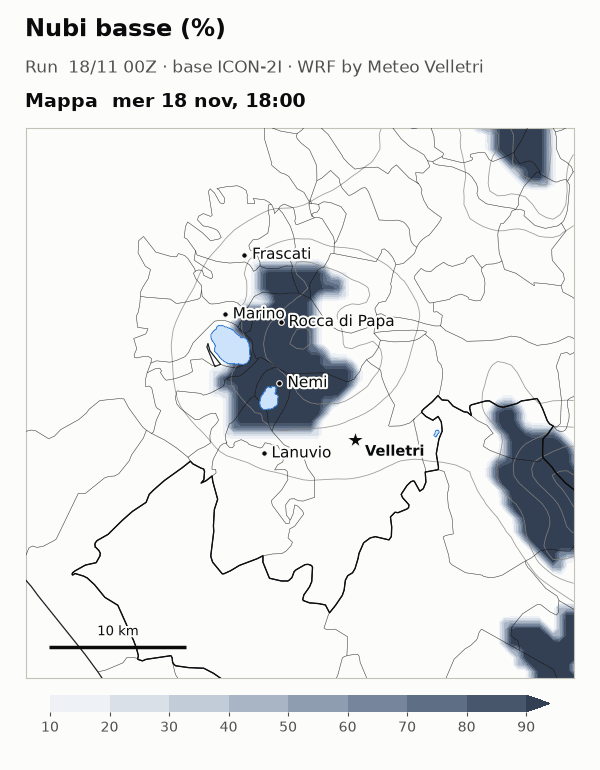 Nubi basse (%)
Run  18/11 00Z · base ICON-2I · WRF by Meteo Velletri
Mappa  mer 18 nov, 18:00
Frascati
Marino
Rocca di Papa
Nemi
Velletri
Lanuvio
10 km
10 20 30 40 50 60 70 80 90